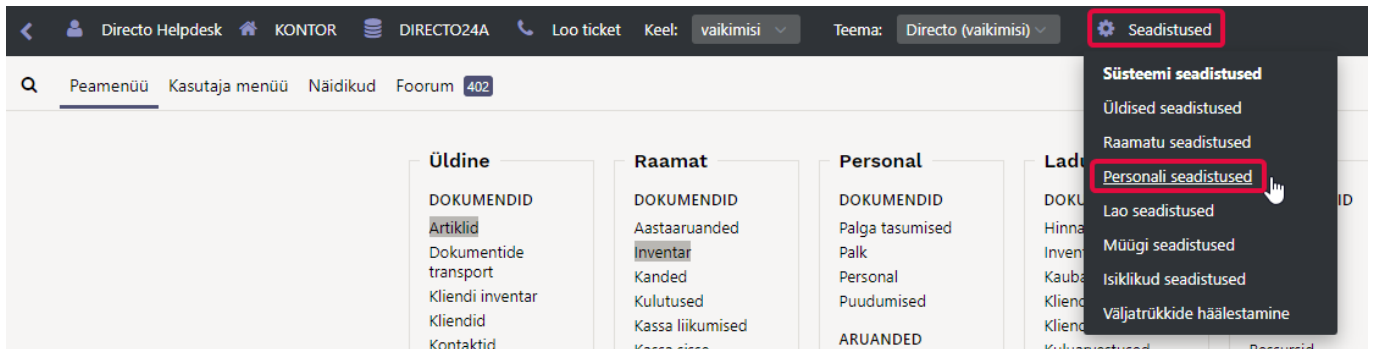 Directo Helpdesk KONTOR DIRECTO24A Loo ticket Keel: vaikimisi Teema: Directo (vaikimisi) Seadistused
Peamenüü Kasutaja menüü Näidikud Foorum 402
Süsteemi seadistused
Üldised seadistused
Raamatu seadistused
Personali seadistused
Lao seadistused
Müügi seadistused
Isiklikud seadistused
Väljatrükkide häälestamine
Üldine
DOKUMENDID
Artiklid
Dokumentide
transport
Kliendi inventar
Kliendid
Kontaktid
Raamat
DOKUMENDID
Aastaaruanded
Inventar
Kanded
Kulutused
Kassa liikumised
Personal
DOKUMENDID
Palga tasumised
Palk
Personal
Puudumised
ARUANDED